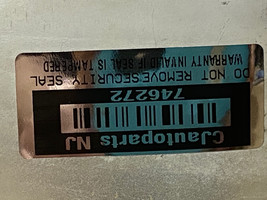 CJautoparts NJ
746272
DO NOT REMOVE SECURITY SEAL
WARRANTY INVALID IF SEAL IS TAMPERED